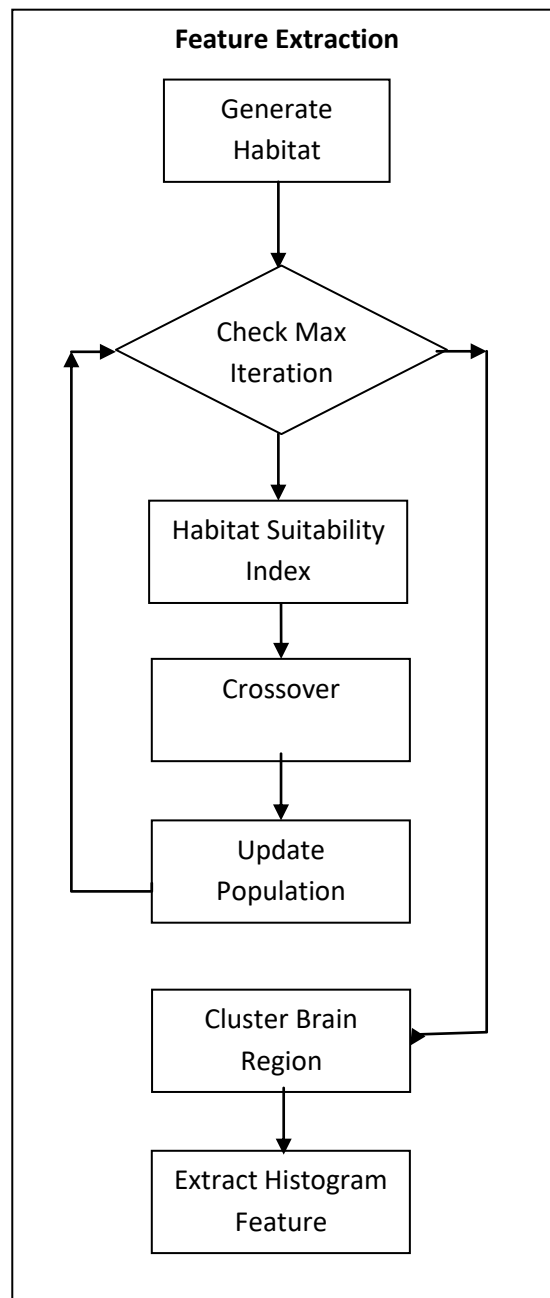 Feature Extraction
Generate
Habitat
Check Max
Iteration
Habitat Suitability
Index
Crossover
Update
Population
Cluster Brain
Region
Extract Histogram
Feature